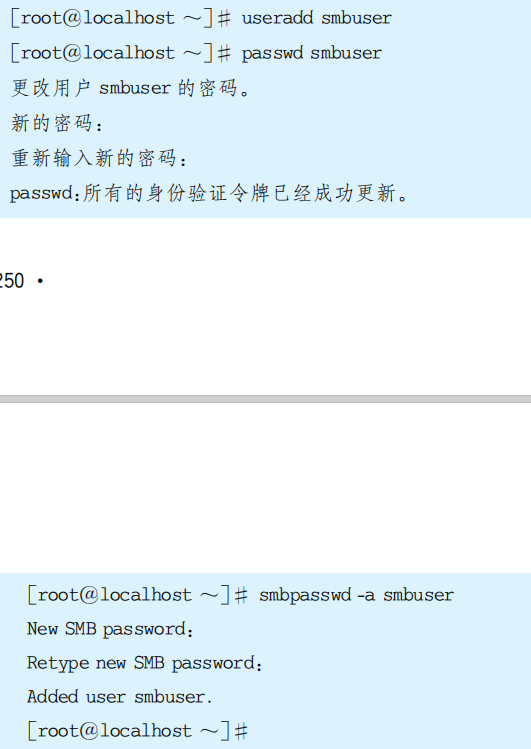 [root@localhost ～]# useradd smbuser
[root@localhost ～]# passwd smbuser
更改用户 smbuser 的密码。
新的密码：
重新输入新的密码：
passwd:所有的身份验证令牌已经成功更新。
250 •
[root@localhost ～]# smbpasswd -a smbuser
New SMB password：
Retype new SMB password：
Added user smbuser.
[root@localhost ～]#